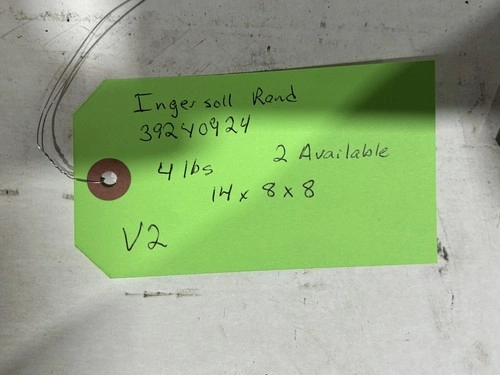 Ingersoll Rand
39240924
4 lbs 2 Available
14 x 8 x 8
V2